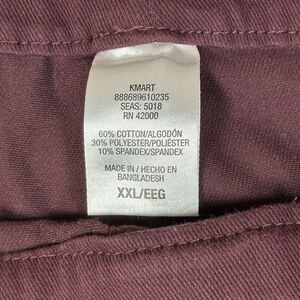 KMART
888689610235
SEAS: 5018
RN 42000
60% COTTON/ALGODÓN
30% POLYESTER/POLIÉSTER
10% SPANDEX/SPANDEX
MADE IN / HECHO EN
BANGLADESH
XXL/EEG